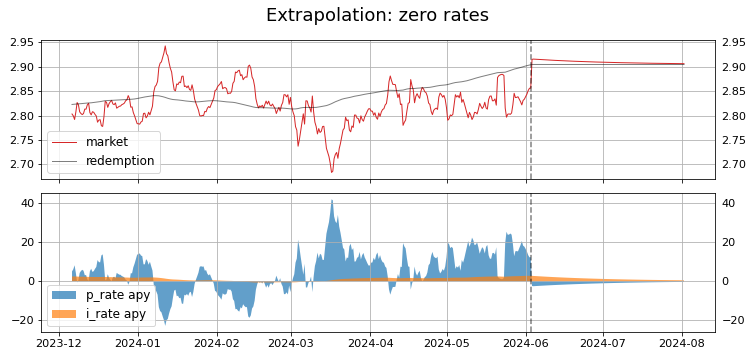 Extrapolation: zero rates
2.95 2.95
2.90 2.90
2.85 2.85
2.80 2.80
2.75 2.75
2.70 2.70
market
redemption
40 40
20 20
0 0
−20 −20
p_rate apy
i_rate apy
2023-12 2024-01 2024-02 2024-03 2024-04 2024-05 2024-06 2024-07 2024-08